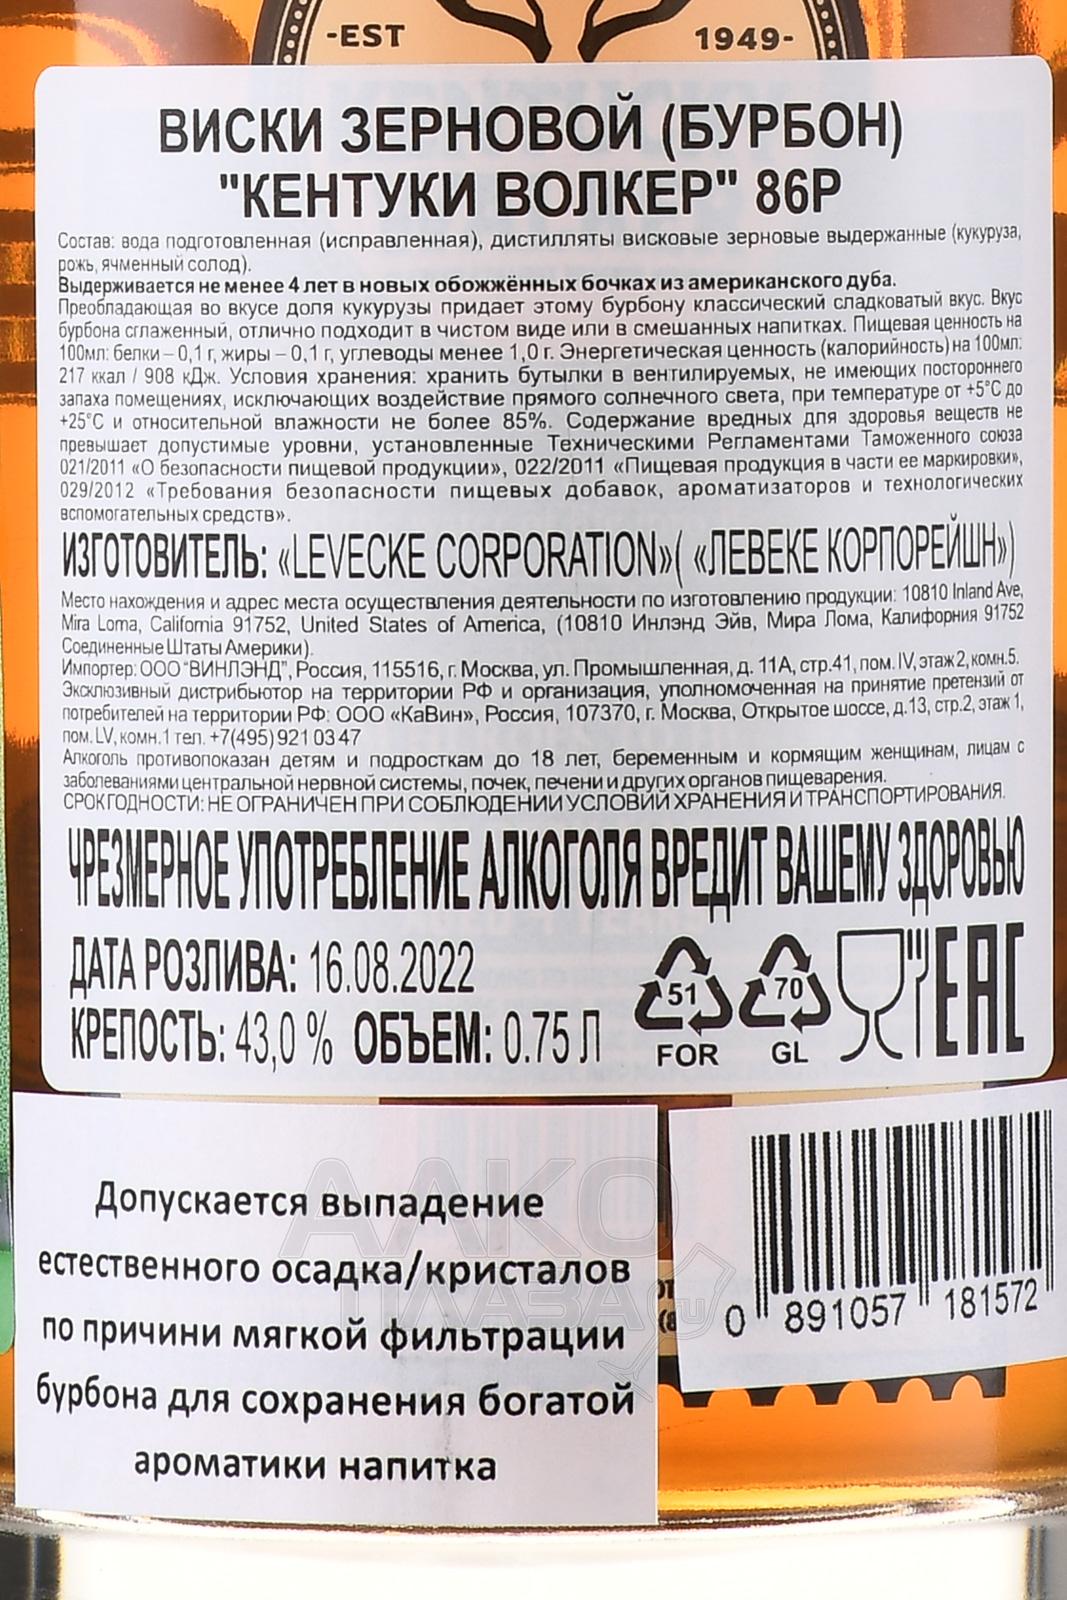 -EST 1949-
ВИСКИ ЗЕРНОВОЙ (БУРБОН)
"КЕНТУКИ ВОЛКЕР" 86Р
Состав: вода подготовленная (исправленная), дистилляты висковые зерновые выдержанные (кукуруза,
рожь, ячменный солод).
Выдерживается не менее 4 лет в новых обожжённых бочках из американского дуба.
Преобладающая во вкусе доля кукурузы придает этому бурбону классический сладковатый вкус. Вкус
бурбона сглаженный, отлично подходит в чистом виде или в смешанных напитках. Пищевая ценность на
100мл: белки – 0,1 г, жиры – 0,1 г, углеводы менее 1,0 г. Энергетическая ценность (калорийность) на 100мл:
217 ккал / 908 кДж. Условия хранения: хранить бутылки в вентилируемых, не имеющих постороннего
запаха помещениях, исключающих воздействие прямого солнечного света, при температуре от +5°С до
+25°С и относительной влажности не более 85%. Содержание вредных для здоровья веществ не
превышает допустимые уровни, установленные Техническими Регламентами Таможенного союза
021/2011 «О безопасности пищевой продукции», 022/2011 «Пищевая продукция в части ее маркировки»,
029/2012 «Требования безопасности пищевых добавок, ароматизаторов и технологических
вспомогательных средств».
ИЗГОТОВИТЕЛЬ: «LEVECKE CORPORATION»( «ЛЕВЕКЕ КОРПОРЕЙШН»)
Место нахождения и адрес места осуществления деятельности по изготовлению продукции: 10810 Inland Ave,
Mira Loma, California 91752, United States of America, (10810 Инлэнд Эйв, Мира Лома, Калифорния 91752
Соединенные Штаты Америки).
Импортер: ООО "ВИНЛЭНД", Россия, 115516, г. Москва, ул. Промышленная, д. 11А, стр.41, пом. IV, этаж 2, комн.5.
Эксклюзивный дистрибьютор на территории РФ и организация, уполномоченная на принятие претензий от
потребителей на территории РФ: ООО «КаВин», Россия, 107370, г. Москва, Открытое шоссе, д.13, стр.2, этаж 1,
пом. LV, комн.1 тел. +7(495) 921 03 47
Алкоголь противопоказан детям и подросткам до 18 лет, беременным и кормящим женщинам, лицам с
заболеваниями центральной нервной системы, почек, печени и других органов пищеварения.
СРОК ГОДНОСТИ: НЕ ОГРАНИЧЕН ПРИ СОБЛЮДЕНИИ УСЛОВИЙ ХРАНЕНИЯ И ТРАНСПОРТИРОВАНИЯ.
ЧРЕЗМЕРНОЕ УПОТРЕБЛЕНИЕ АЛКОГОЛЯ ВРЕДИТ ВАШЕМУ ЗДОРОВЬЮ
ДАТА РОЗЛИВА: 16.08.2022
КРЕПОСТЬ: 43,0 % ОБЪЕМ: 0.75 Л
51 FOR
70 GL
EAC
Допускается выпадение
естественного осадка/кристалов
по причини мягкой фильтрации
бурбона для сохранения богатой
ароматики напитка
0 891057 181572
ААКО
ПЛАЗА.ru